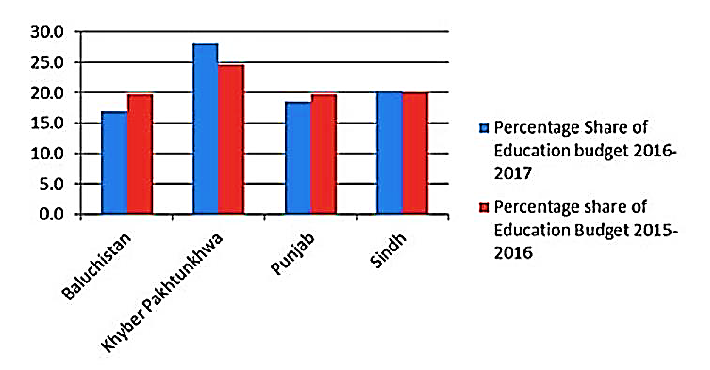 30.0
25.0
20.0
15.0
10.0
5.0
0.0
Baluchistan
Khyber Pakhtunkhwa
Punjab
Sindh
Percentage Share of
Education budget 2016-
2017
Percentage share of
Education Budget 2015-
2016